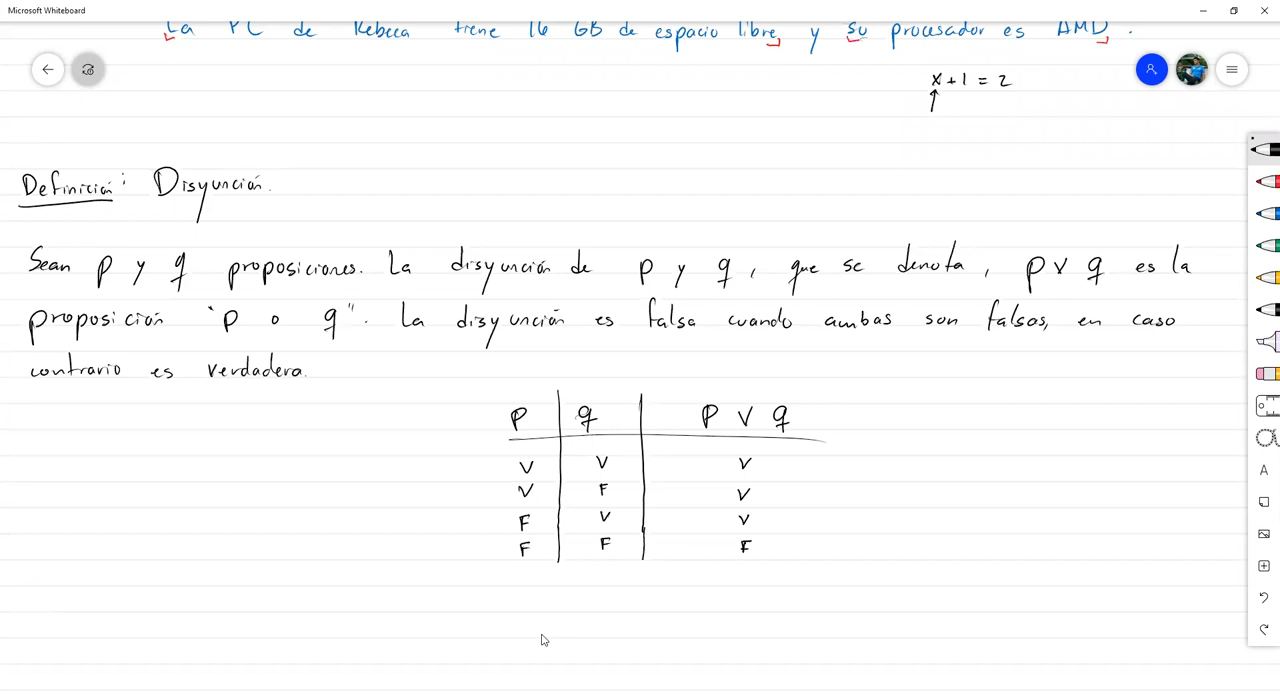 Microsoft Whiteboard
La PC de Rebeca tiene 16 GB de espacio libre y su procesador es AMD.
x + 1 = 2
Definición: Disyunción.
Sean p y q proposiciones. La disyunción de p y q, que se denota, p ∨ q es la
proposición "p o q". La disyunción es falsa cuando ambas son falsas, en caso
contrario es verdadera.
P q P ∨ q
V V V
V F V
F V V
F F F
A